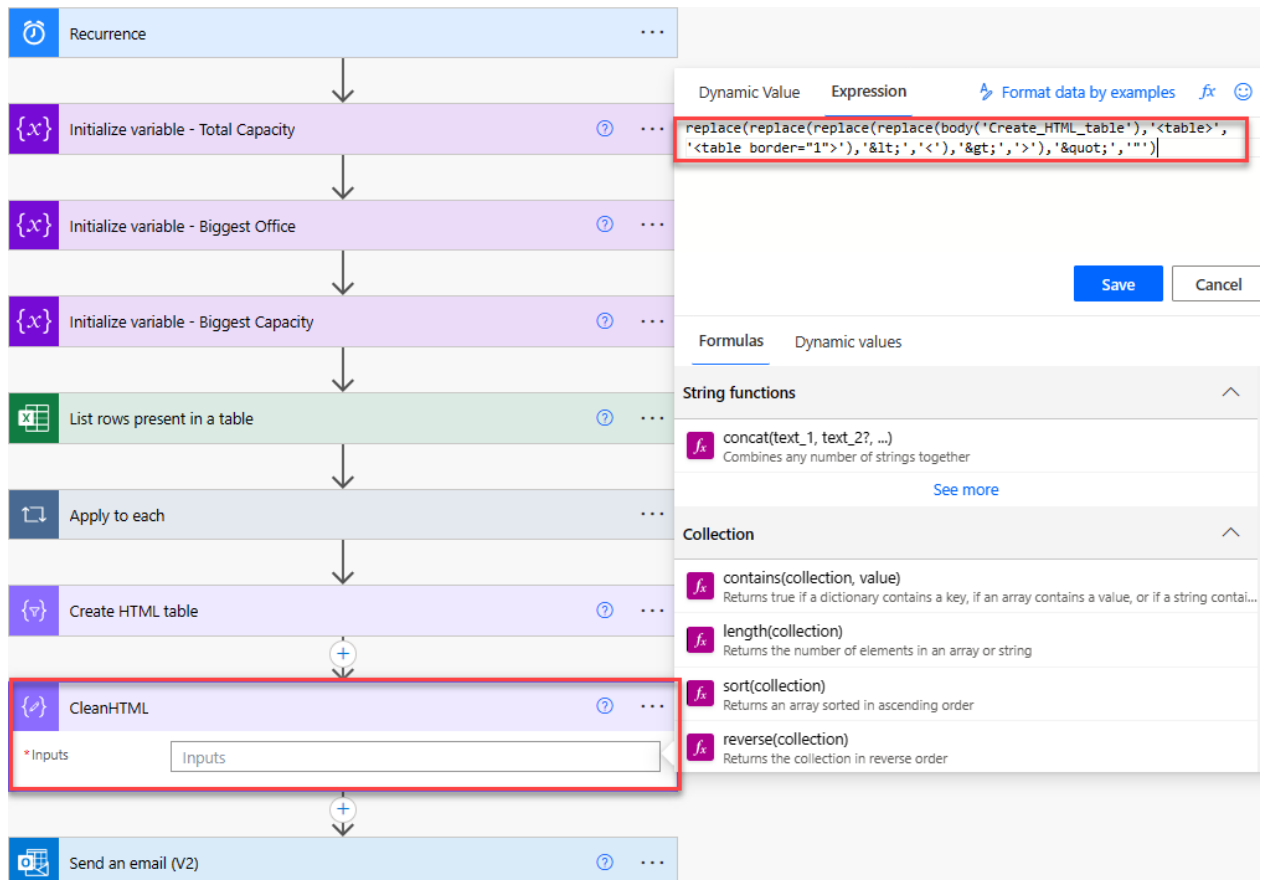 Recurrence
...
{x} Initialize variable - Total Capacity
...
{x} Initialize variable - Biggest Office
...
{x} Initialize variable - Biggest Capacity
...
List rows present in a table
...
Apply to each
...
Create HTML table
...
CleanHTML
...
*Inputs
Inputs
Send an email (V2)
...
Dynamic Value Expression Format data by examples fx
replace(replace(replace(replace(body('Create_HTML_table'),'<table>',
'<table border="1">'),'&lt;','<'),'&gt;','>'),'&quot;','"')
Save Cancel
Formulas Dynamic values
String functions
fx concat(text_1, text_2?, ...)
Combines any number of strings together
See more
Collection
fx contains(collection, value)
Returns true if a dictionary contains a key, if an array contains a value, or if a string contai...
fx length(collection)
Returns the number of elements in an array or string
fx sort(collection)
Returns an array sorted in ascending order
fx reverse(collection)
Returns the collection in reverse order